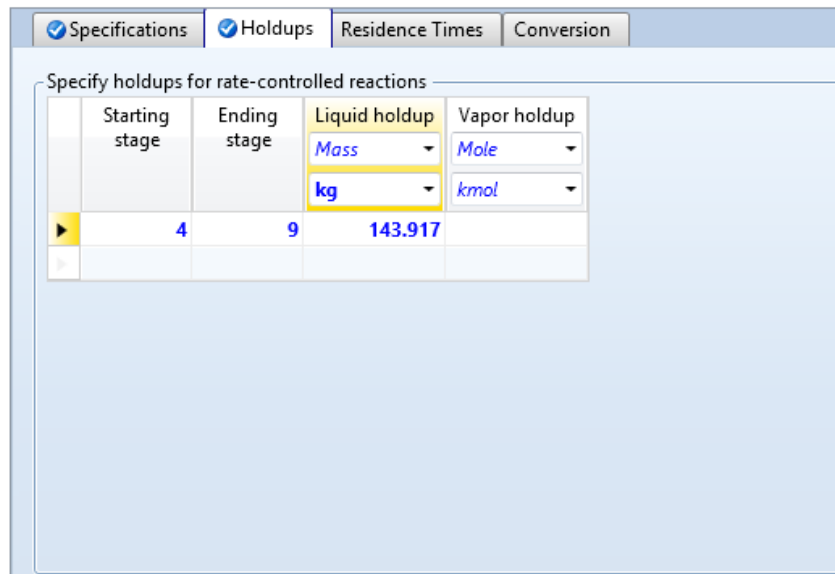 Specifications Holdups Residence Times Conversion
Specify holdups for rate-controlled reactions
Starting stage Ending stage Liquid holdup Vapor holdup
Mass Mole
kg kmol
4 9 143.917